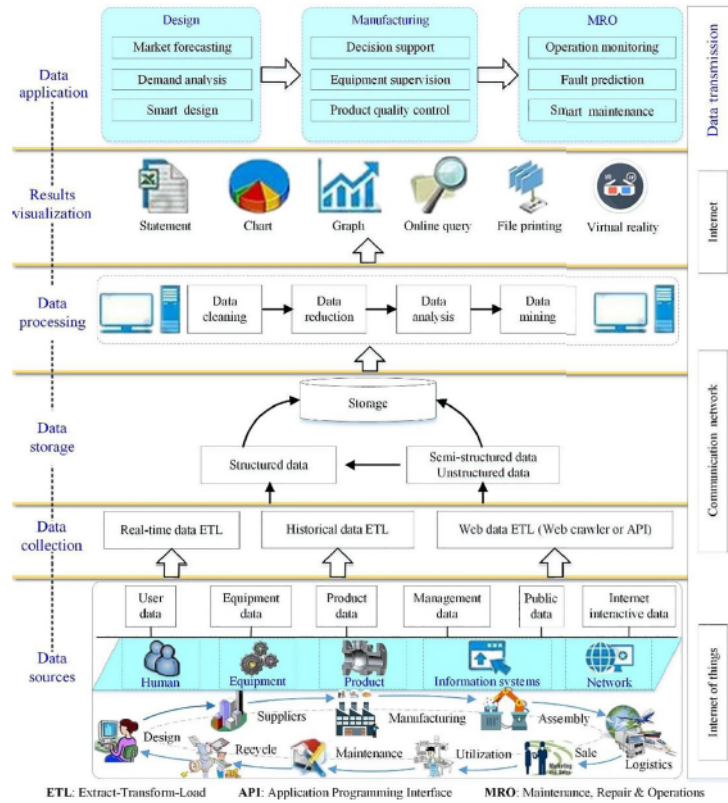 Design
Manufacturing
MRO
Market forecasting
Decision support
Operation monitoring
Data
application
Demand analysis
Equipment supervision
Fault prediction
Smart design
Product quality control
Smart maintenance
Data transmission
Results
visualization
Statement
Chart
Graph
Online query
File printing
Virtual reality
Internet
Data
processing
Data
cleaning
Data
reduction
Data
analysis
Data
mining
Data
storage
Storage
Structured data
Semi-structured data
Unstructured data
Communication network
Data
collection
Real-time data ETL
Historical data ETL
Web data ETL (Web crawler or API)
Data
sources
User
data
Equipment
data
Product
data
Management
data
Public
data
Internet
interactive data
Human
Equipment
Product
Information systems
Network
Internet of things
Suppliers
Manufacturing
Assembly
Design
Recycle
Maintenance
Utilization
Sale
Logistics
ETL: Extract-Transform-Load
API: Application Programming Interface
MRO: Maintenance, Repair & Operations